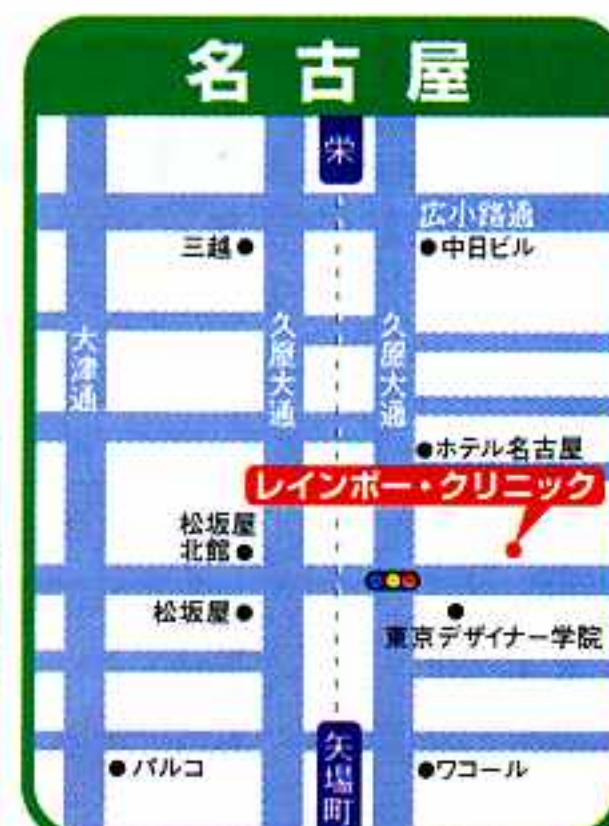 名古屋
栄
広小路通
三越
中日ビル
大津通
久屋大通
久屋大通
ホテル名古屋
レインボー・クリニック
松坂屋
北館
松坂屋
東京デザイナー学院
矢場町
パルコ
ワコール